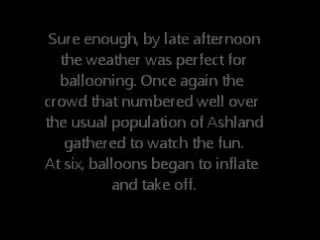 Sure enough, by late afternoon
the weather was perfect for
ballooning. Once again the
crowd that numbered well over
the usual population of Ashland
gathered to watch the fun.
At six, balloons began to inflate
and take off.